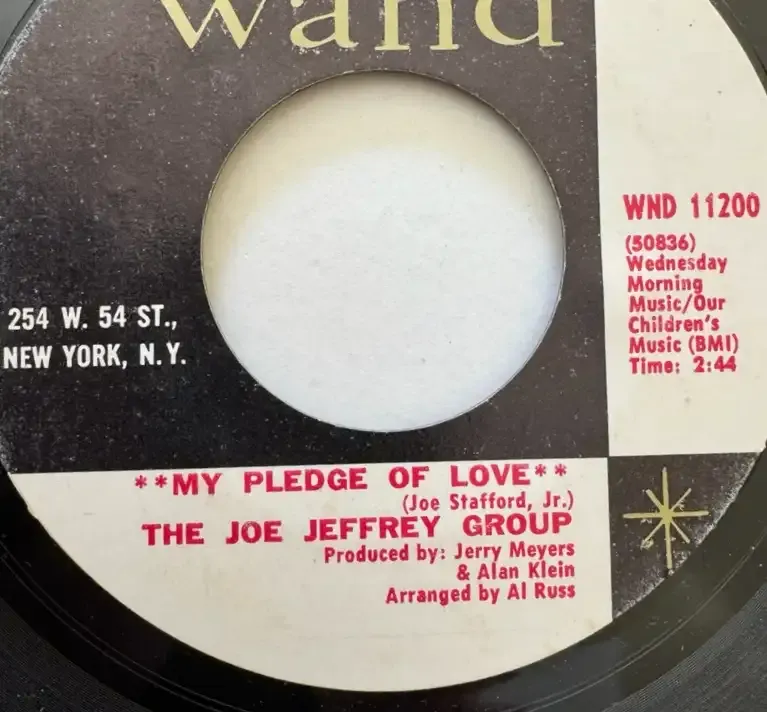 wand
254 W. 54 ST.,
NEW YORK, N.Y.
WND 11200
(50836)
Wednesday
Morning
Music/Our
Children's
Music (BMI)
Time: 2:44
**MY PLEDGE OF LOVE**
(Joe Stafford, Jr.)
THE JOE JEFFREY GROUP
Produced by: Jerry Meyers
& Alan Klein
Arranged by Al Russ